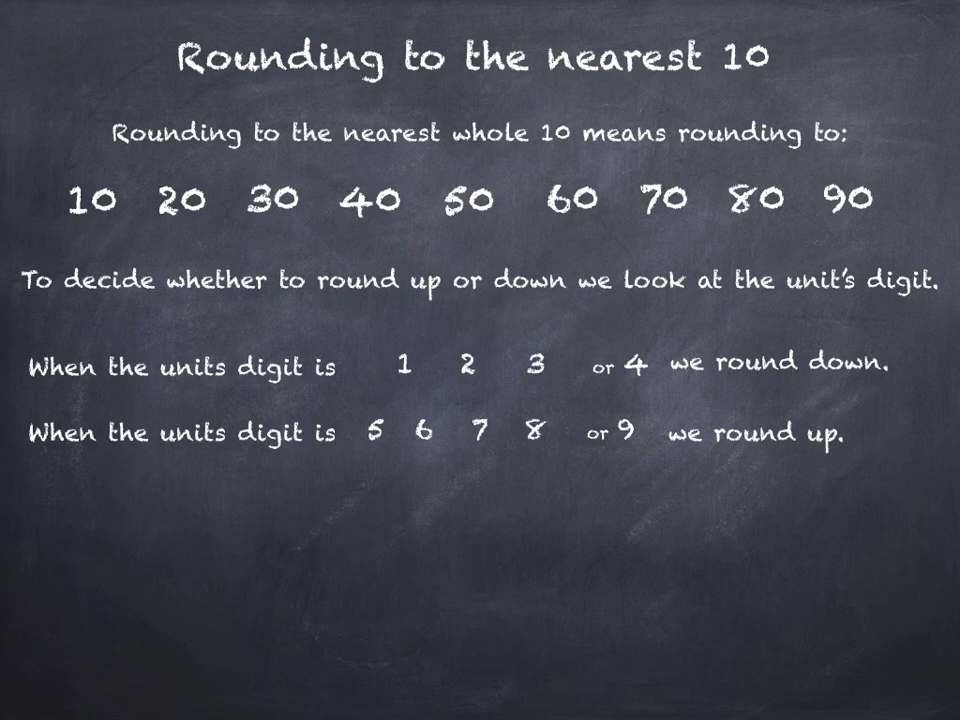 Rounding to the nearest 10
Rounding to the nearest whole 10 means rounding to:
10 20 30 40 50 60 70 80 90
To decide whether to round up or down we look at the unit's digit.
When the units digit is 1 2 3 or 4 we round down.
When the units digit is 5 6 7 8 or 9 we round up.